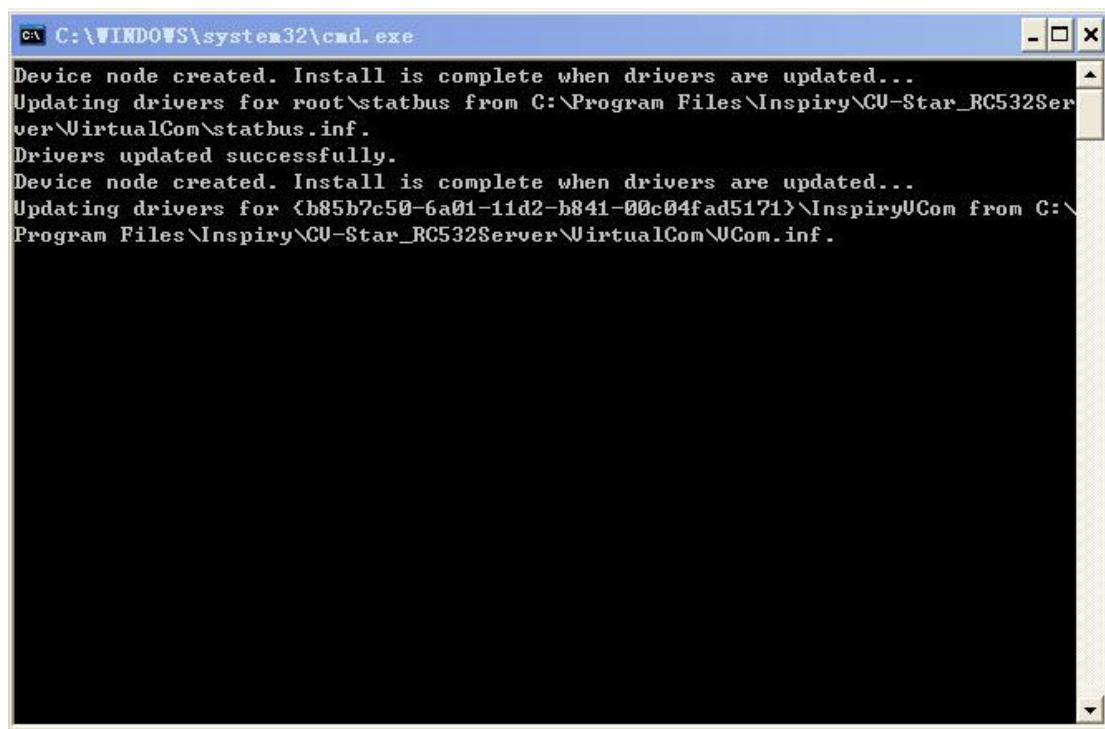 C:\WINDOWS\system32\cmd.exe
Device node created. Install is complete when drivers are updated...
Updating drivers for root\statbus from C:\Program Files\Inspiry\CV-Star_RC532Ser
ver\VirtualCom\statbus.inf.
Drivers updated successfully.
Device node created. Install is complete when drivers are updated...
Updating drivers for {b85b7c50-6a01-11d2-b841-00c04fad5171}\InspiryVCom from C:\
Program Files\Inspiry\CV-Star_RC532Server\VirtualCom\VCom.inf.